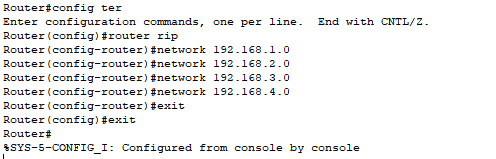 Router#config ter
Enter configuration commands, one per line.  End with CNTL/Z.
Router(config)#router rip
Router(config-router)#network 192.168.1.0
Router(config-router)#network 192.168.2.0
Router(config-router)#network 192.168.3.0
Router(config-router)#network 192.168.4.0
Router(config-router)#exit
Router(config)#exit
Router#
%SYS-5-CONFIG_I: Configured from console by console